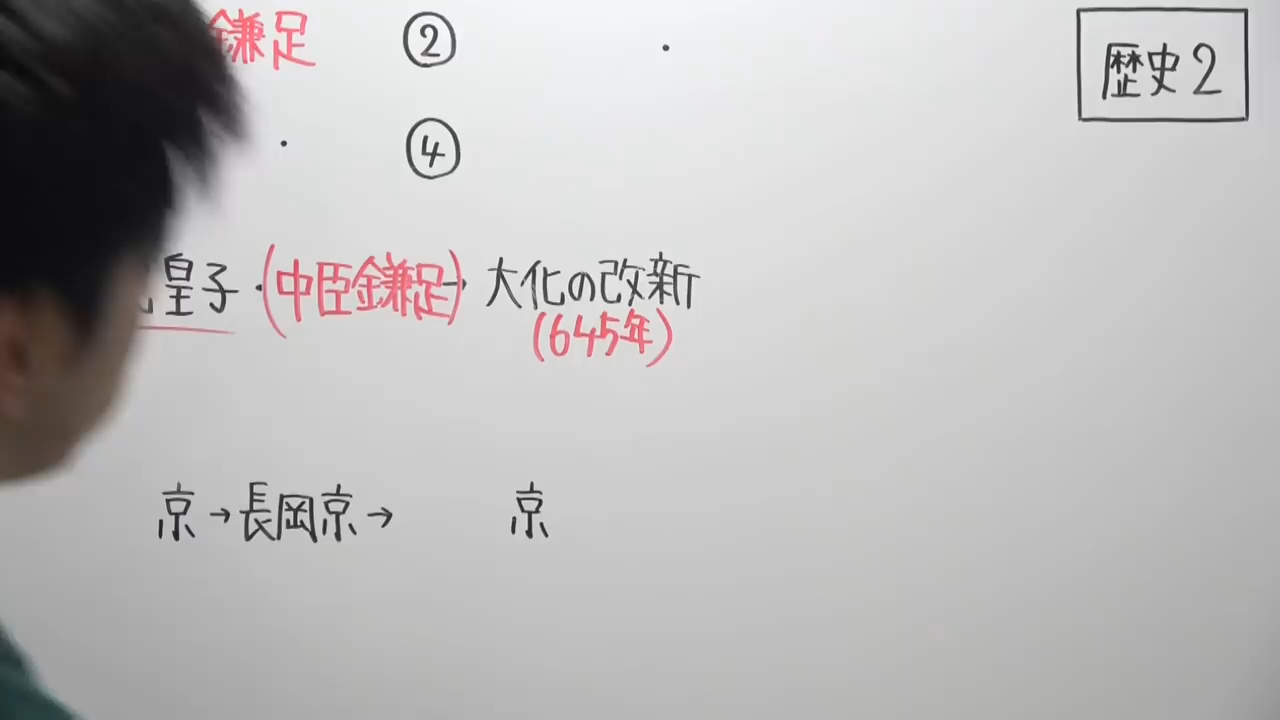 鎌足 ②
・
歴史2
・ ④
皇子・(中臣鎌足)→ 大化の改新
(645年)
京→長岡京→ 京